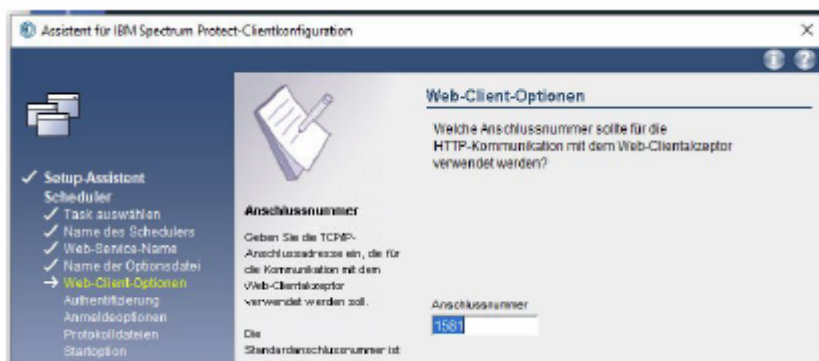 Assistent für IBM Spectrum Protect-Clientkonfiguration
Web-Client-Optionen
Welche Anschlussnummer sollte für die
HTTP-Kommunikation mit dem Web-Clientakzeptor
verwendet werden?
Setup-Assistent
Scheduler
Task auswählen
Name des Schedulers
Web-Service-Name
Name der Optionsdatei
Web-Client-Optionen
Authentifizierung
Anmeldeoptionen
Protokolldateien
Startoption
Anschlussnummer
Geben Sie die TCP/IP-
Anschlussadresse ein, die für
die Kommunikation mit dem
Web-Clientakzeptor
verwendet werden soll.
Die
Standardanschlussnummer ist
Anschlussnummer
1581